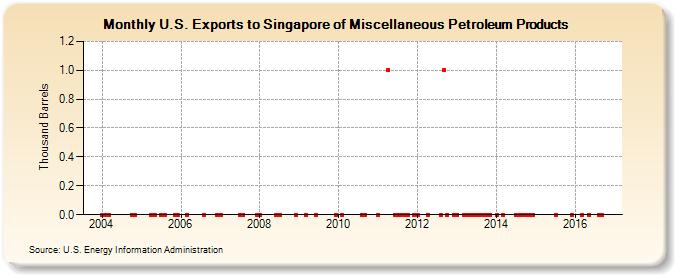 Monthly U.S. Exports to Singapore of Miscellaneous Petroleum Products
Thousand Barrels
1.2
1.0
0.8
0.6
0.4
0.2
0.0
2004 2006 2008 2010 2012 2014 2016
Source: U.S. Energy Information Administration